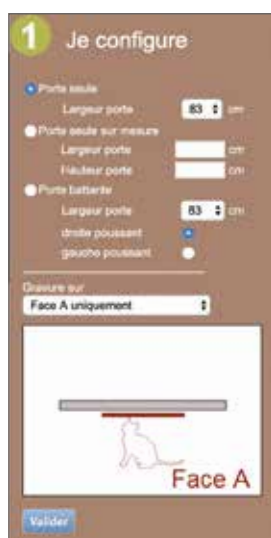 1 Je configure
Porte seule
Largeur porte 83 cm
Porte seule sur mesure
Largeur porte cm
Hauteur porte cm
Porte battante
Largeur porte 83 cm
droite poussant
gauche poussant
Gravure sur
Face A uniquement
Face A
Valider